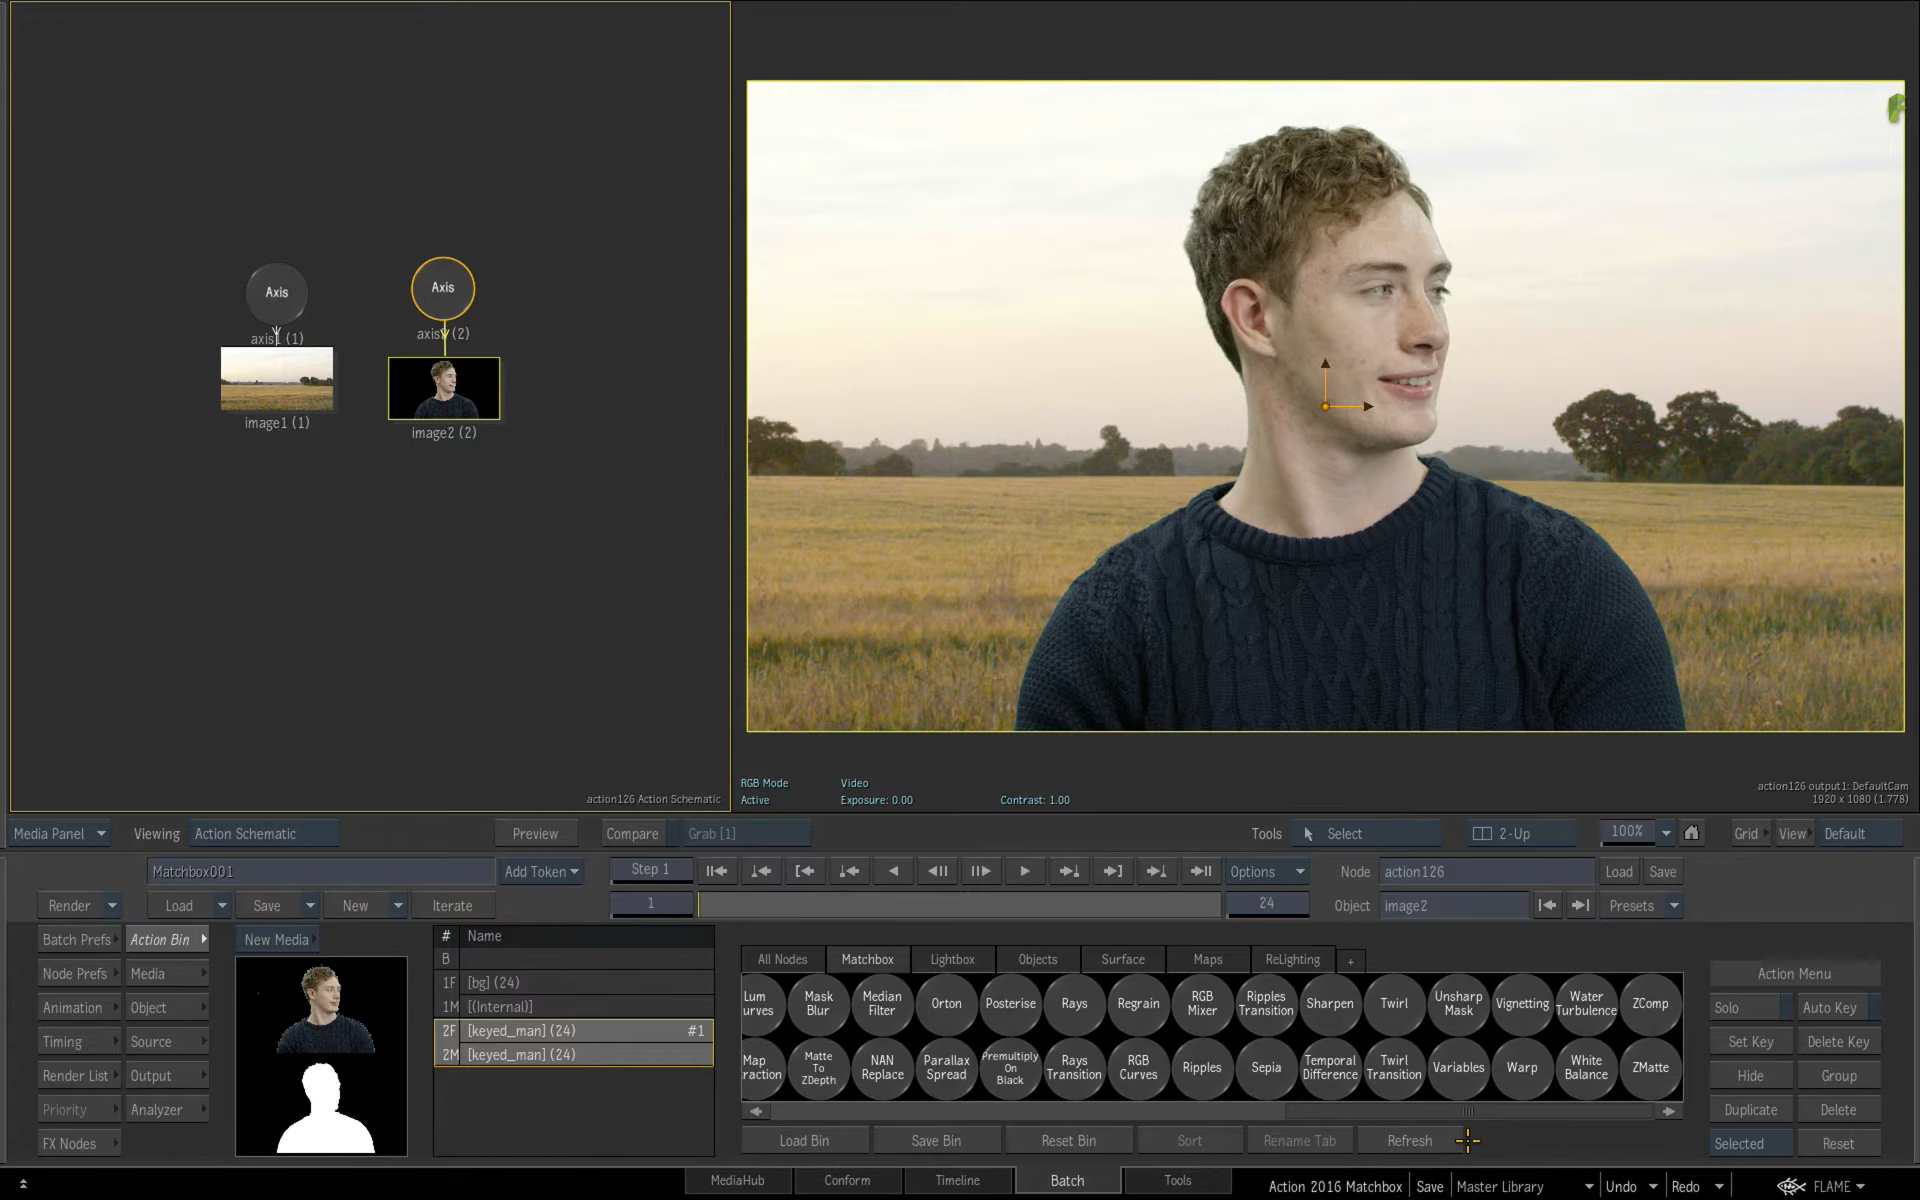 Axis
Axis
axis1 (1)
(2)
image1 (1)
image2 (2)
action126 Action Schematic
RGB Mode
Video
Active
Exposure: 0.00
Contrast: 1.00
action126 output1: DefaultCam
1920 x 1080 (1.778)
Media Panel
Viewing
Action Schematic
Preview
Compare
Grab [1]
Tools
Select
2-Up
100%
Grid
View
Default
Matchbox001
Add Token
Step 1
Options
Node
action126
Load
Save
Render
Load
Save
New
Iterate
1
24
Object
image2
Presets
Batch Prefs
Action Bin
New Media
# Name
Node Prefs
Media
B
Animation
Object
1F [bg] (24)
Timing
Source
1M [(Internal)]
Render List
Output
2F [keyed_man] (24) #1
Priority
Analyzer
2M [keyed_man] (24)
FX Nodes
All Nodes
Matchbox
Lightbox
Objects
Surface
Maps
ReLighting
+
Lum
urves
Mask
Blur
Median
Filter
Orton
Posterise
Rays
Regrain
RGB
Mixer
Ripples
Transition
Sharpen
Twirl
Unsharp
Mask
Vignetting
Water
Turbulence
ZComp
Map
raction
Matte
To
ZDepth
NAN
Replace
Parallax
Spread
Premultiply
On
Black
Rays
Transition
RGB
Curves
Ripples
Sepia
Temporal
Difference
Twirl
Transition
Variables
Warp
White
Balance
ZMatte
Load Bin
Save Bin
Reset Bin
Sort
Rename Tab
Refresh
Action Menu
Solo
Auto Key
Set Key
Delete Key
Hide
Group
Duplicate
Delete
Selected
Reset
MediaHub
Conform
Timeline
Batch
Tools
Action 2016 Matchbox
Save
Master Library
Undo
Redo
FLAME